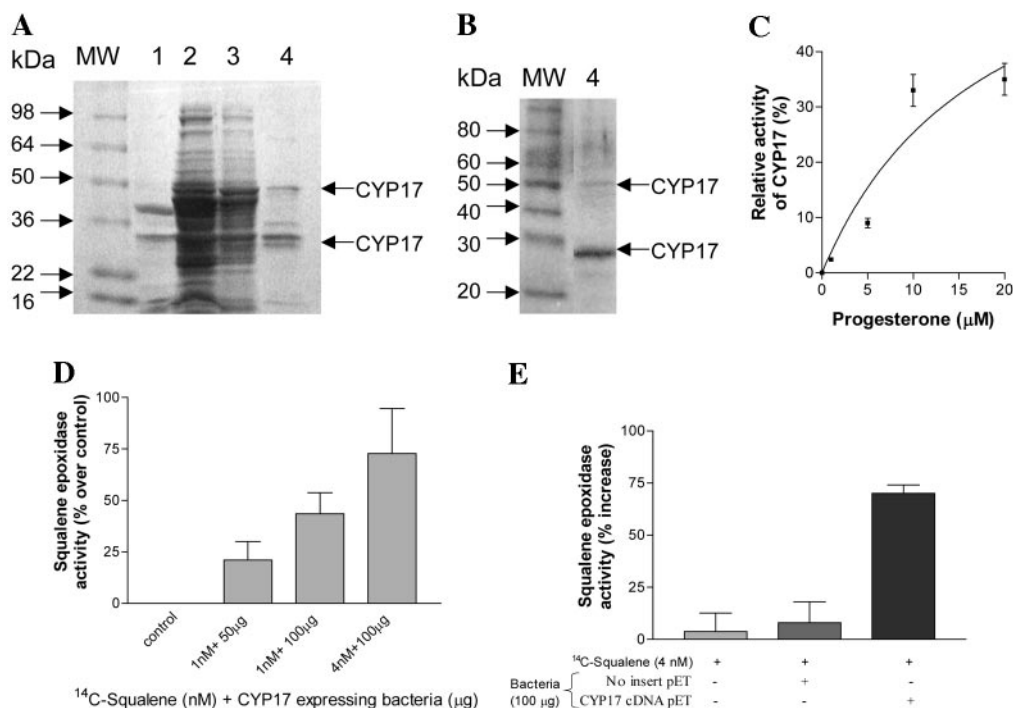 A
kDa MW 1 2 3 4
98
64
50
36
22
16
CYP17
CYP17
B
kDa MW 4
80
60
50
40
30
20
CYP17
CYP17
C
Relative activity
of CYP17 (%)
40
30
20
10
0
0 5 10 15 20
Progesterone (μM)
D
Squalene epoxidase
activity (% over control)
100
75
50
25
0
control
1nM+ 50μg
1nM+ 100μg
4nM+100μg
¹⁴C-Squalene (nM) + CYP17 expressing bacteria (μg)
E
Squalene epoxidase
activity (% increase)
100
75
50
25
0
¹⁴C-Squalene (4 nM) + + +
Bacteria
(100 μg)
No insert pET - + -
CYP17 cDNA pET - - +